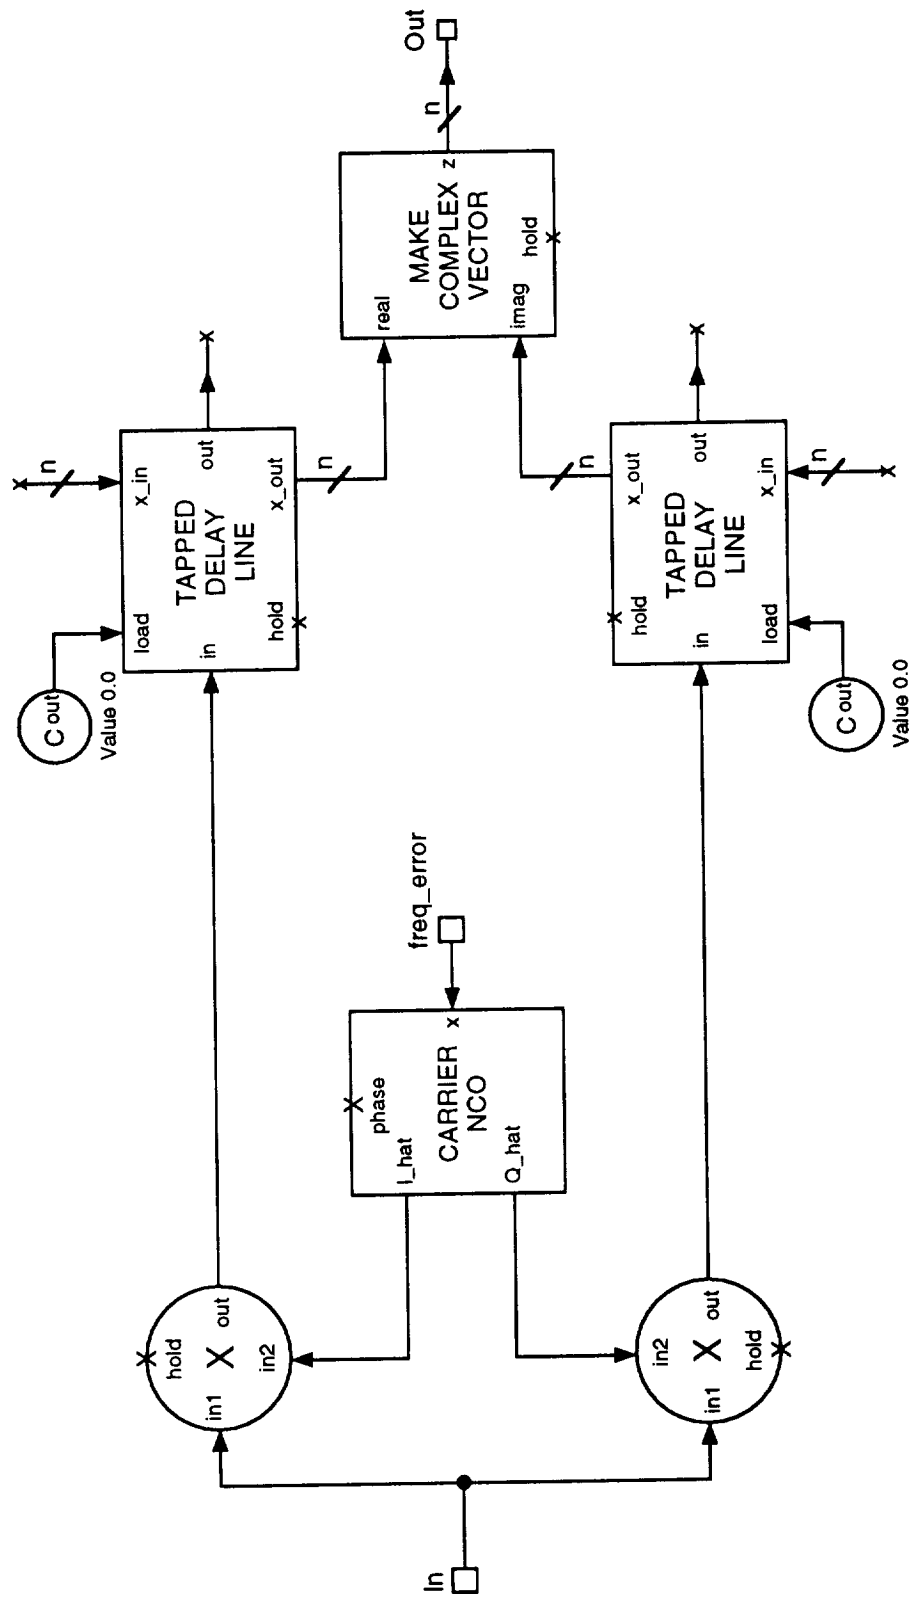 In
hold
X
in1
out
in2
in2
X
in1
out
hold
phase
I_hat
CARRIER
NCO
x
Q_hat
freq_error
C out
Value 0.0
n
load
x_in
TAPPED
DELAY
LINE
in
out
hold
x_out
n
n
hold
x_out
TAPPED
DELAY
LINE
in
out
load
x_in
n
C out
Value 0.0
real
MAKE
COMPLEX
VECTOR
z
imag
hold
n
Out